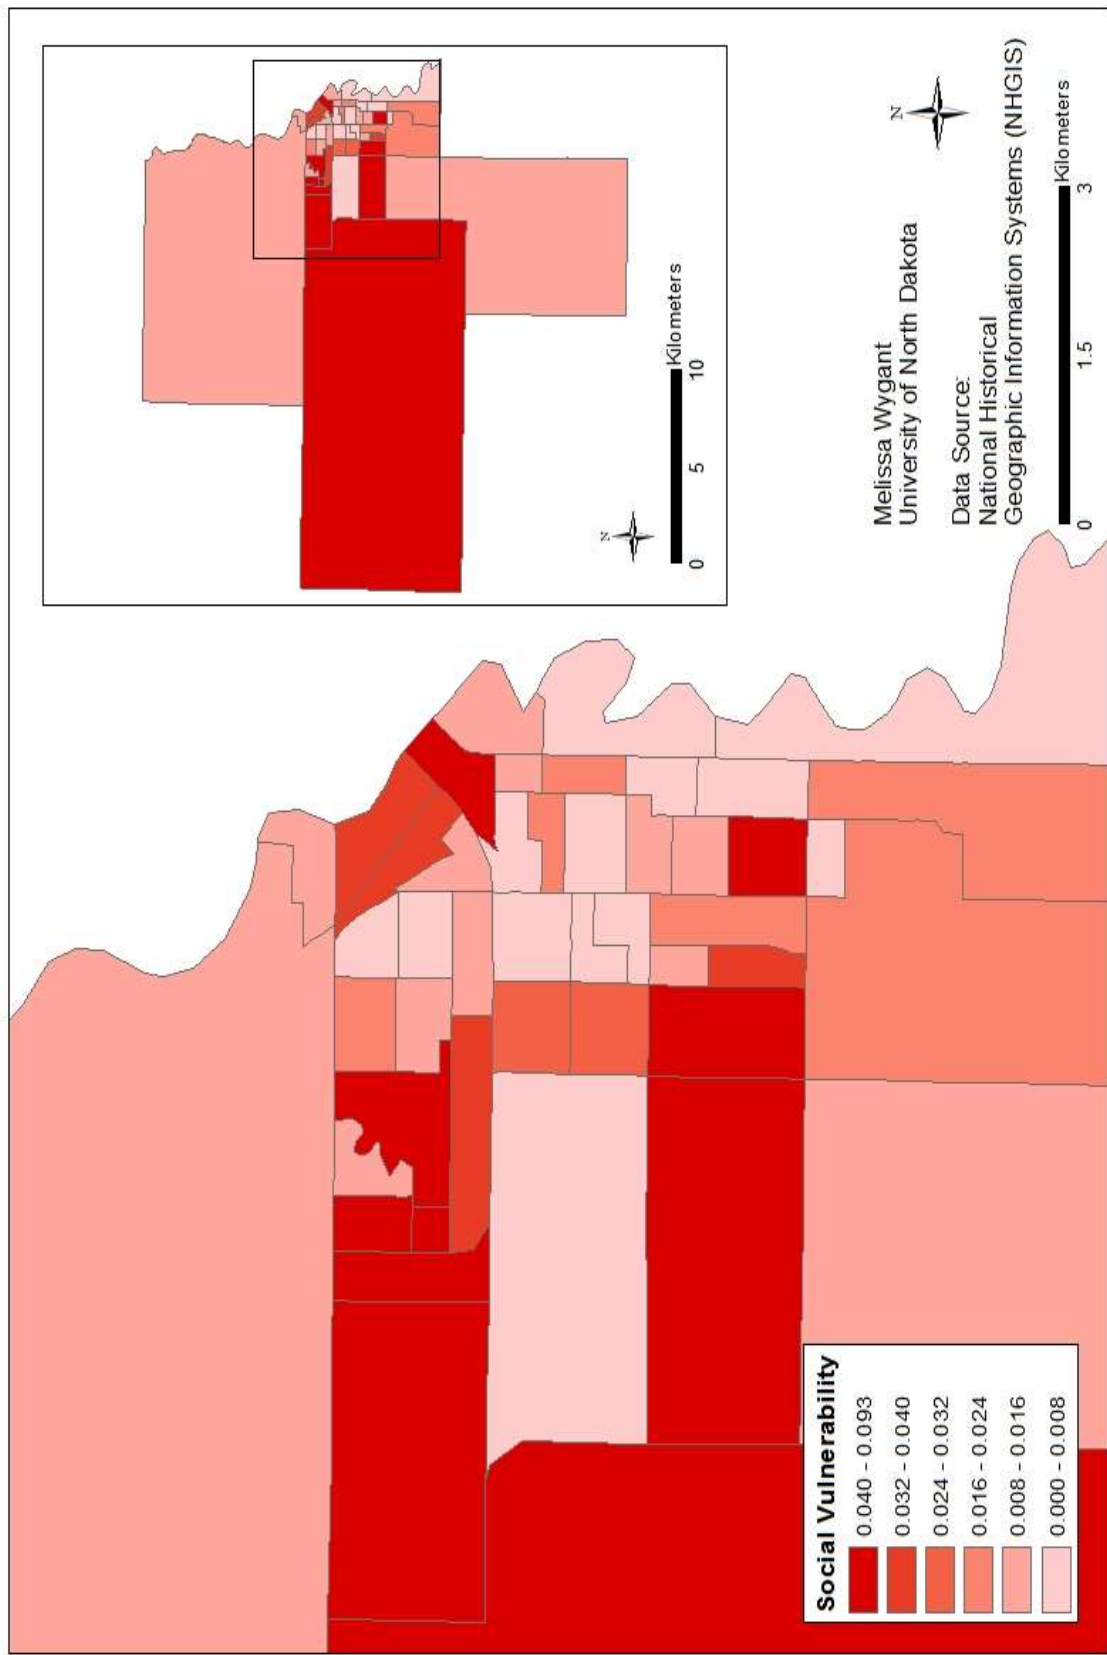 N
0
5
10
Kilometers
Melissa Wygant
University of North Dakota
Data Source:
National Historical
Geographic Information Systems (NHGIS)
N
0
1.5
3
Kilometers
Social Vulnerability
0.040 - 0.093
0.032 - 0.040
0.024 - 0.032
0.016 - 0.024
0.008 - 0.016
0.000 - 0.008